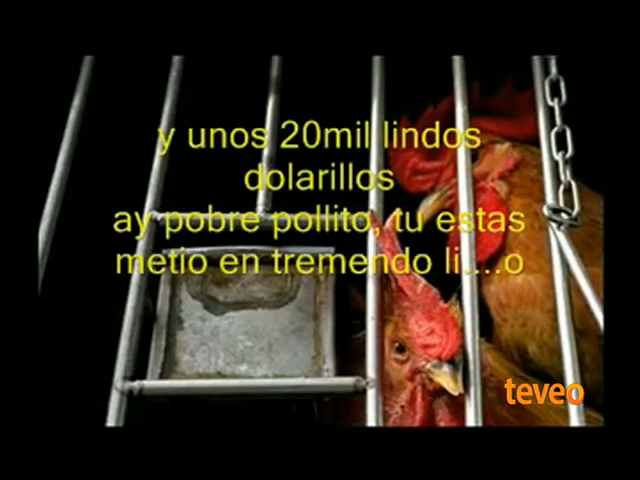 y unos 20mil lindos
dolarillos
ay pobre pollito, tu estas
metio en tremendo li....o
teveo